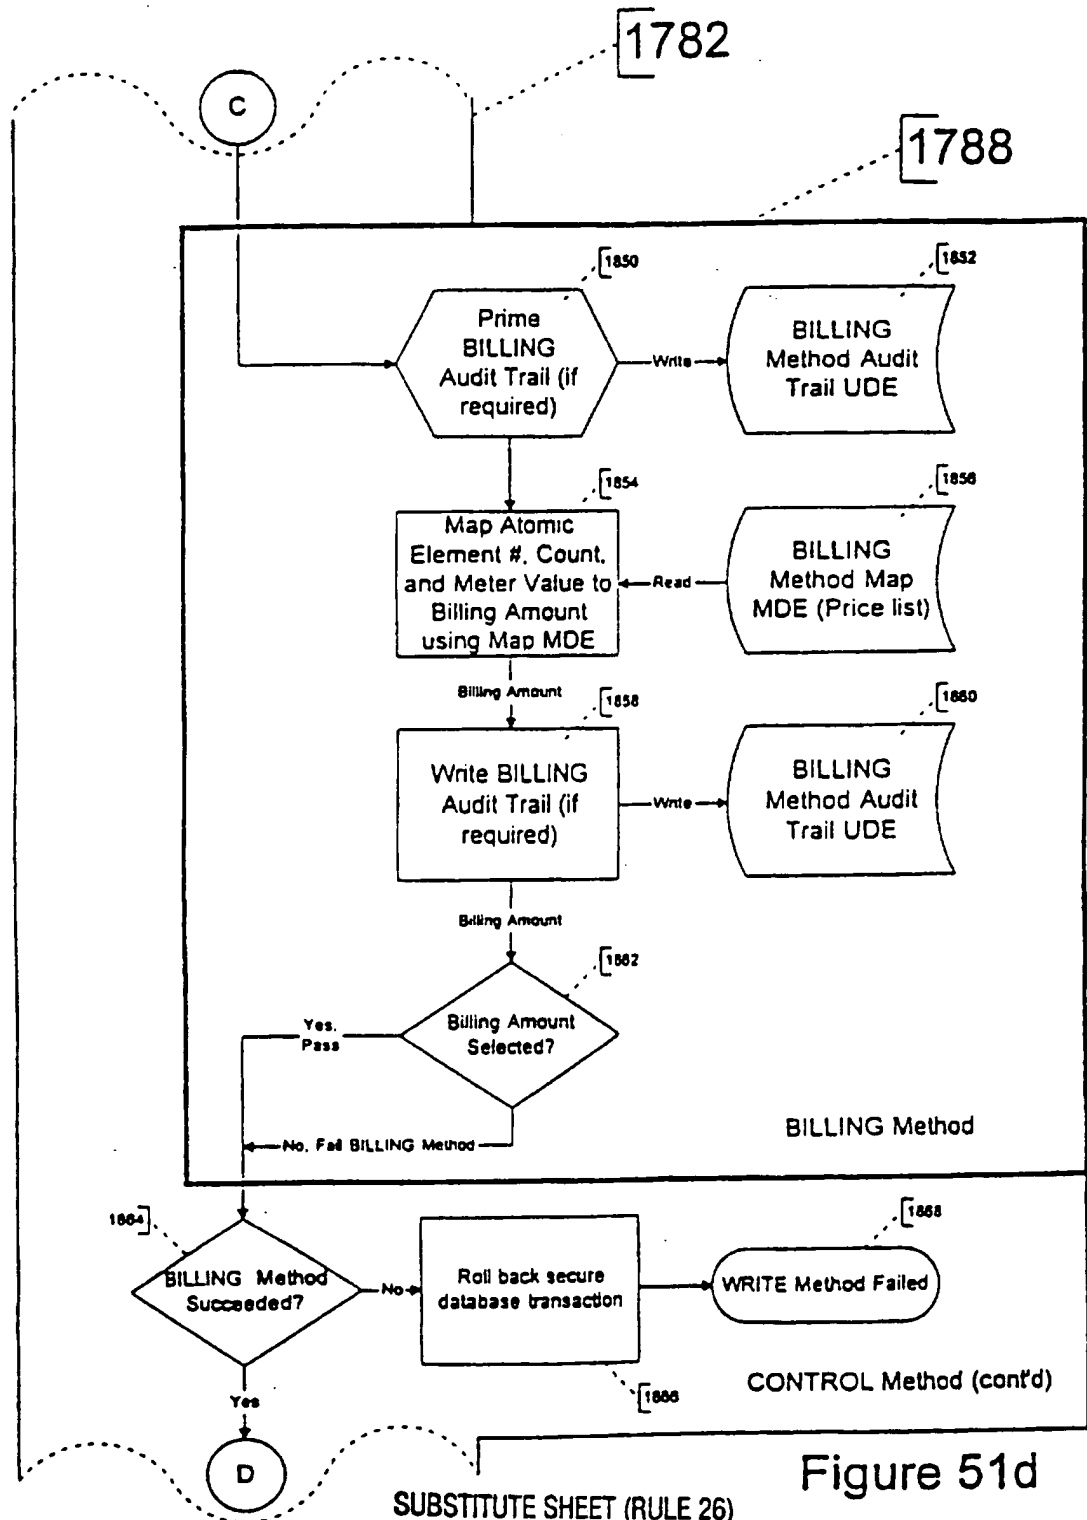 1782
C
1788
1850
Prime
BILLING
Audit Trail (if
required)
Write
1852
BILLING
Method Audit
Trail UDE
1854
Map Atomic
Element #, Count,
and Meter Value to
Billing Amount
using Map MDE
Read
1856
BILLING
Method Map
MDE (Price list)
Billing Amount
1858
Write BILLING
Audit Trail (if
required)
Write
1860
BILLING
Method Audit
Trail UDE
Billing Amount
1862
Billing Amount
Selected?
Yes,
Pass
No, Fail BILLING Method
BILLING Method
1864
BILLING Method
Succeeded?
No
Roll back secure
database transaction
1866
1868
WRITE Method Failed
CONTROL Method (cont'd)
Yes
D
Figure 51d
SUBSTITUTE SHEET (RULE 26)